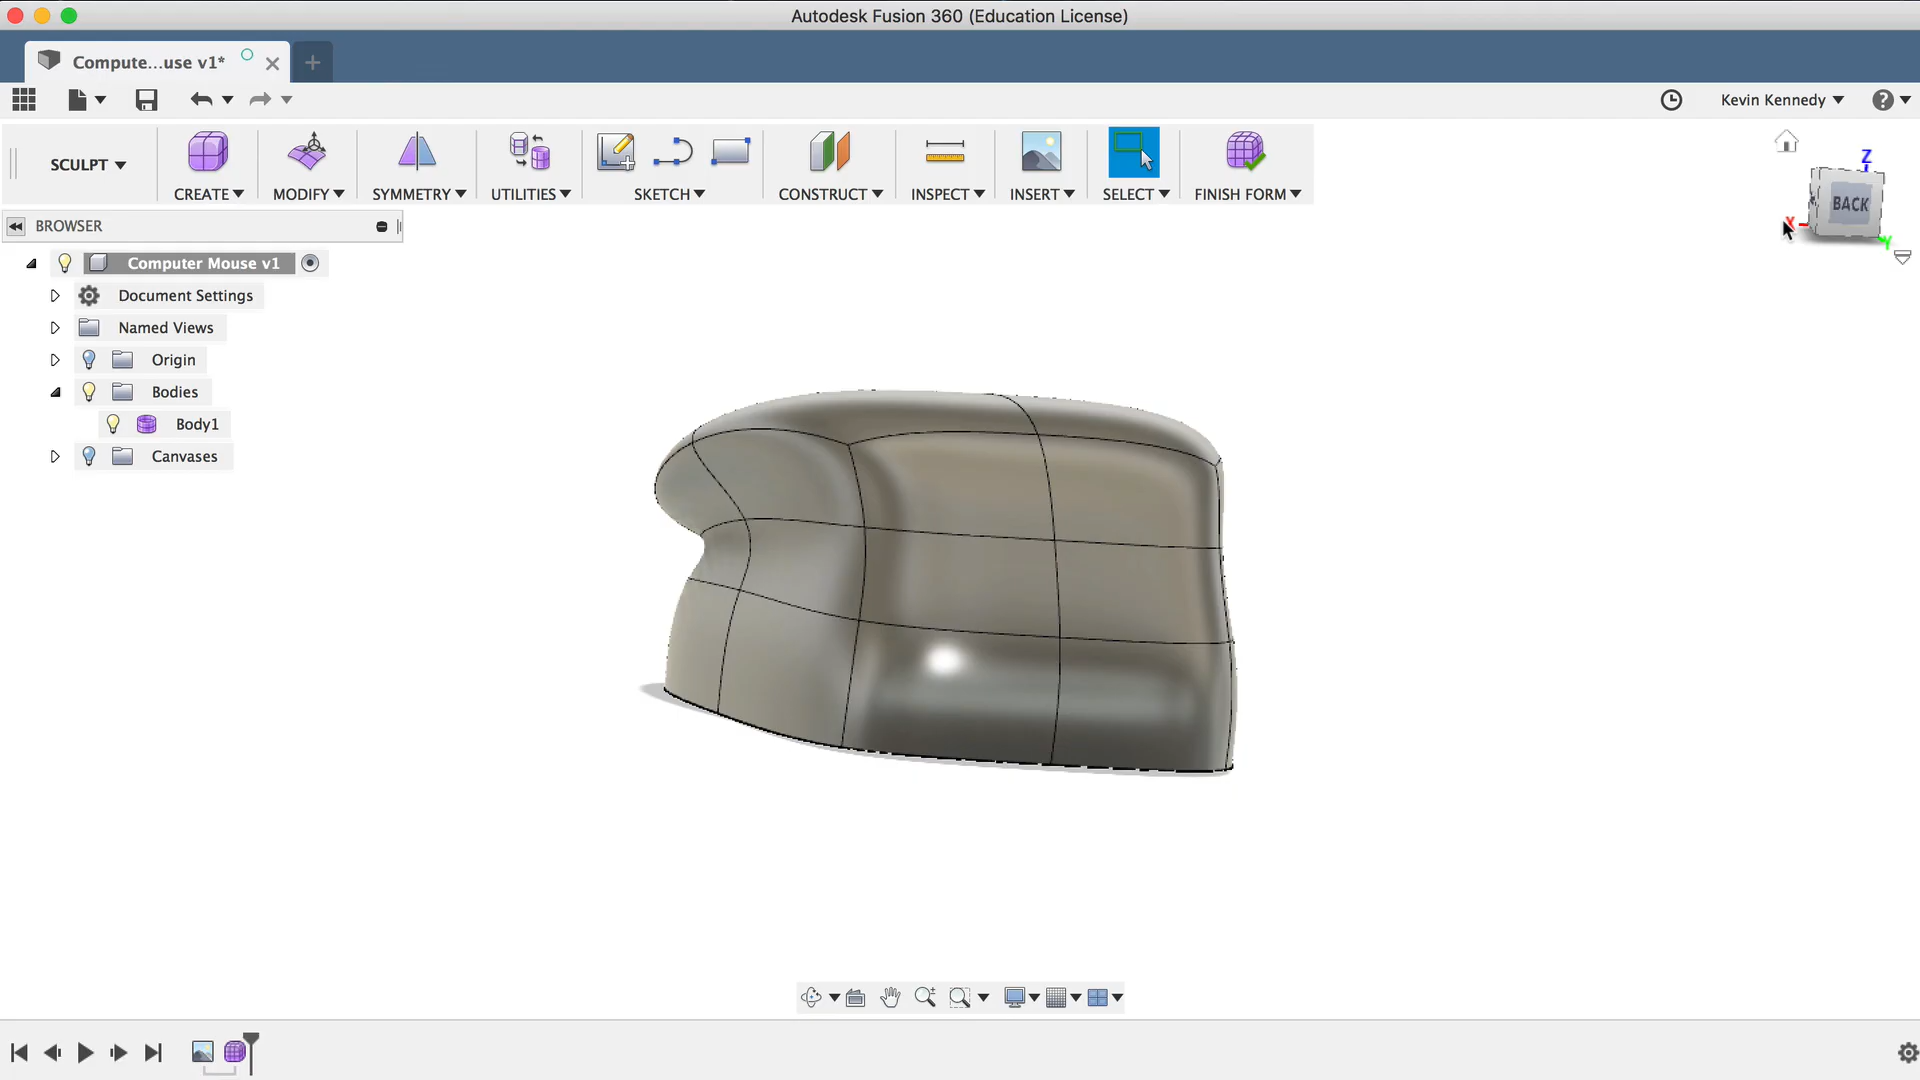 Autodesk Fusion 360 (Education License)
Compute...use v1*
Kevin Kennedy
SCULPT
CREATE
MODIFY
SYMMETRY
UTILITIES
SKETCH
CONSTRUCT
INSPECT
INSERT
SELECT
FINISH FORM
Z
BACK
X
Y
BROWSER
Computer Mouse v1
Document Settings
Named Views
Origin
Bodies
Body1
Canvases